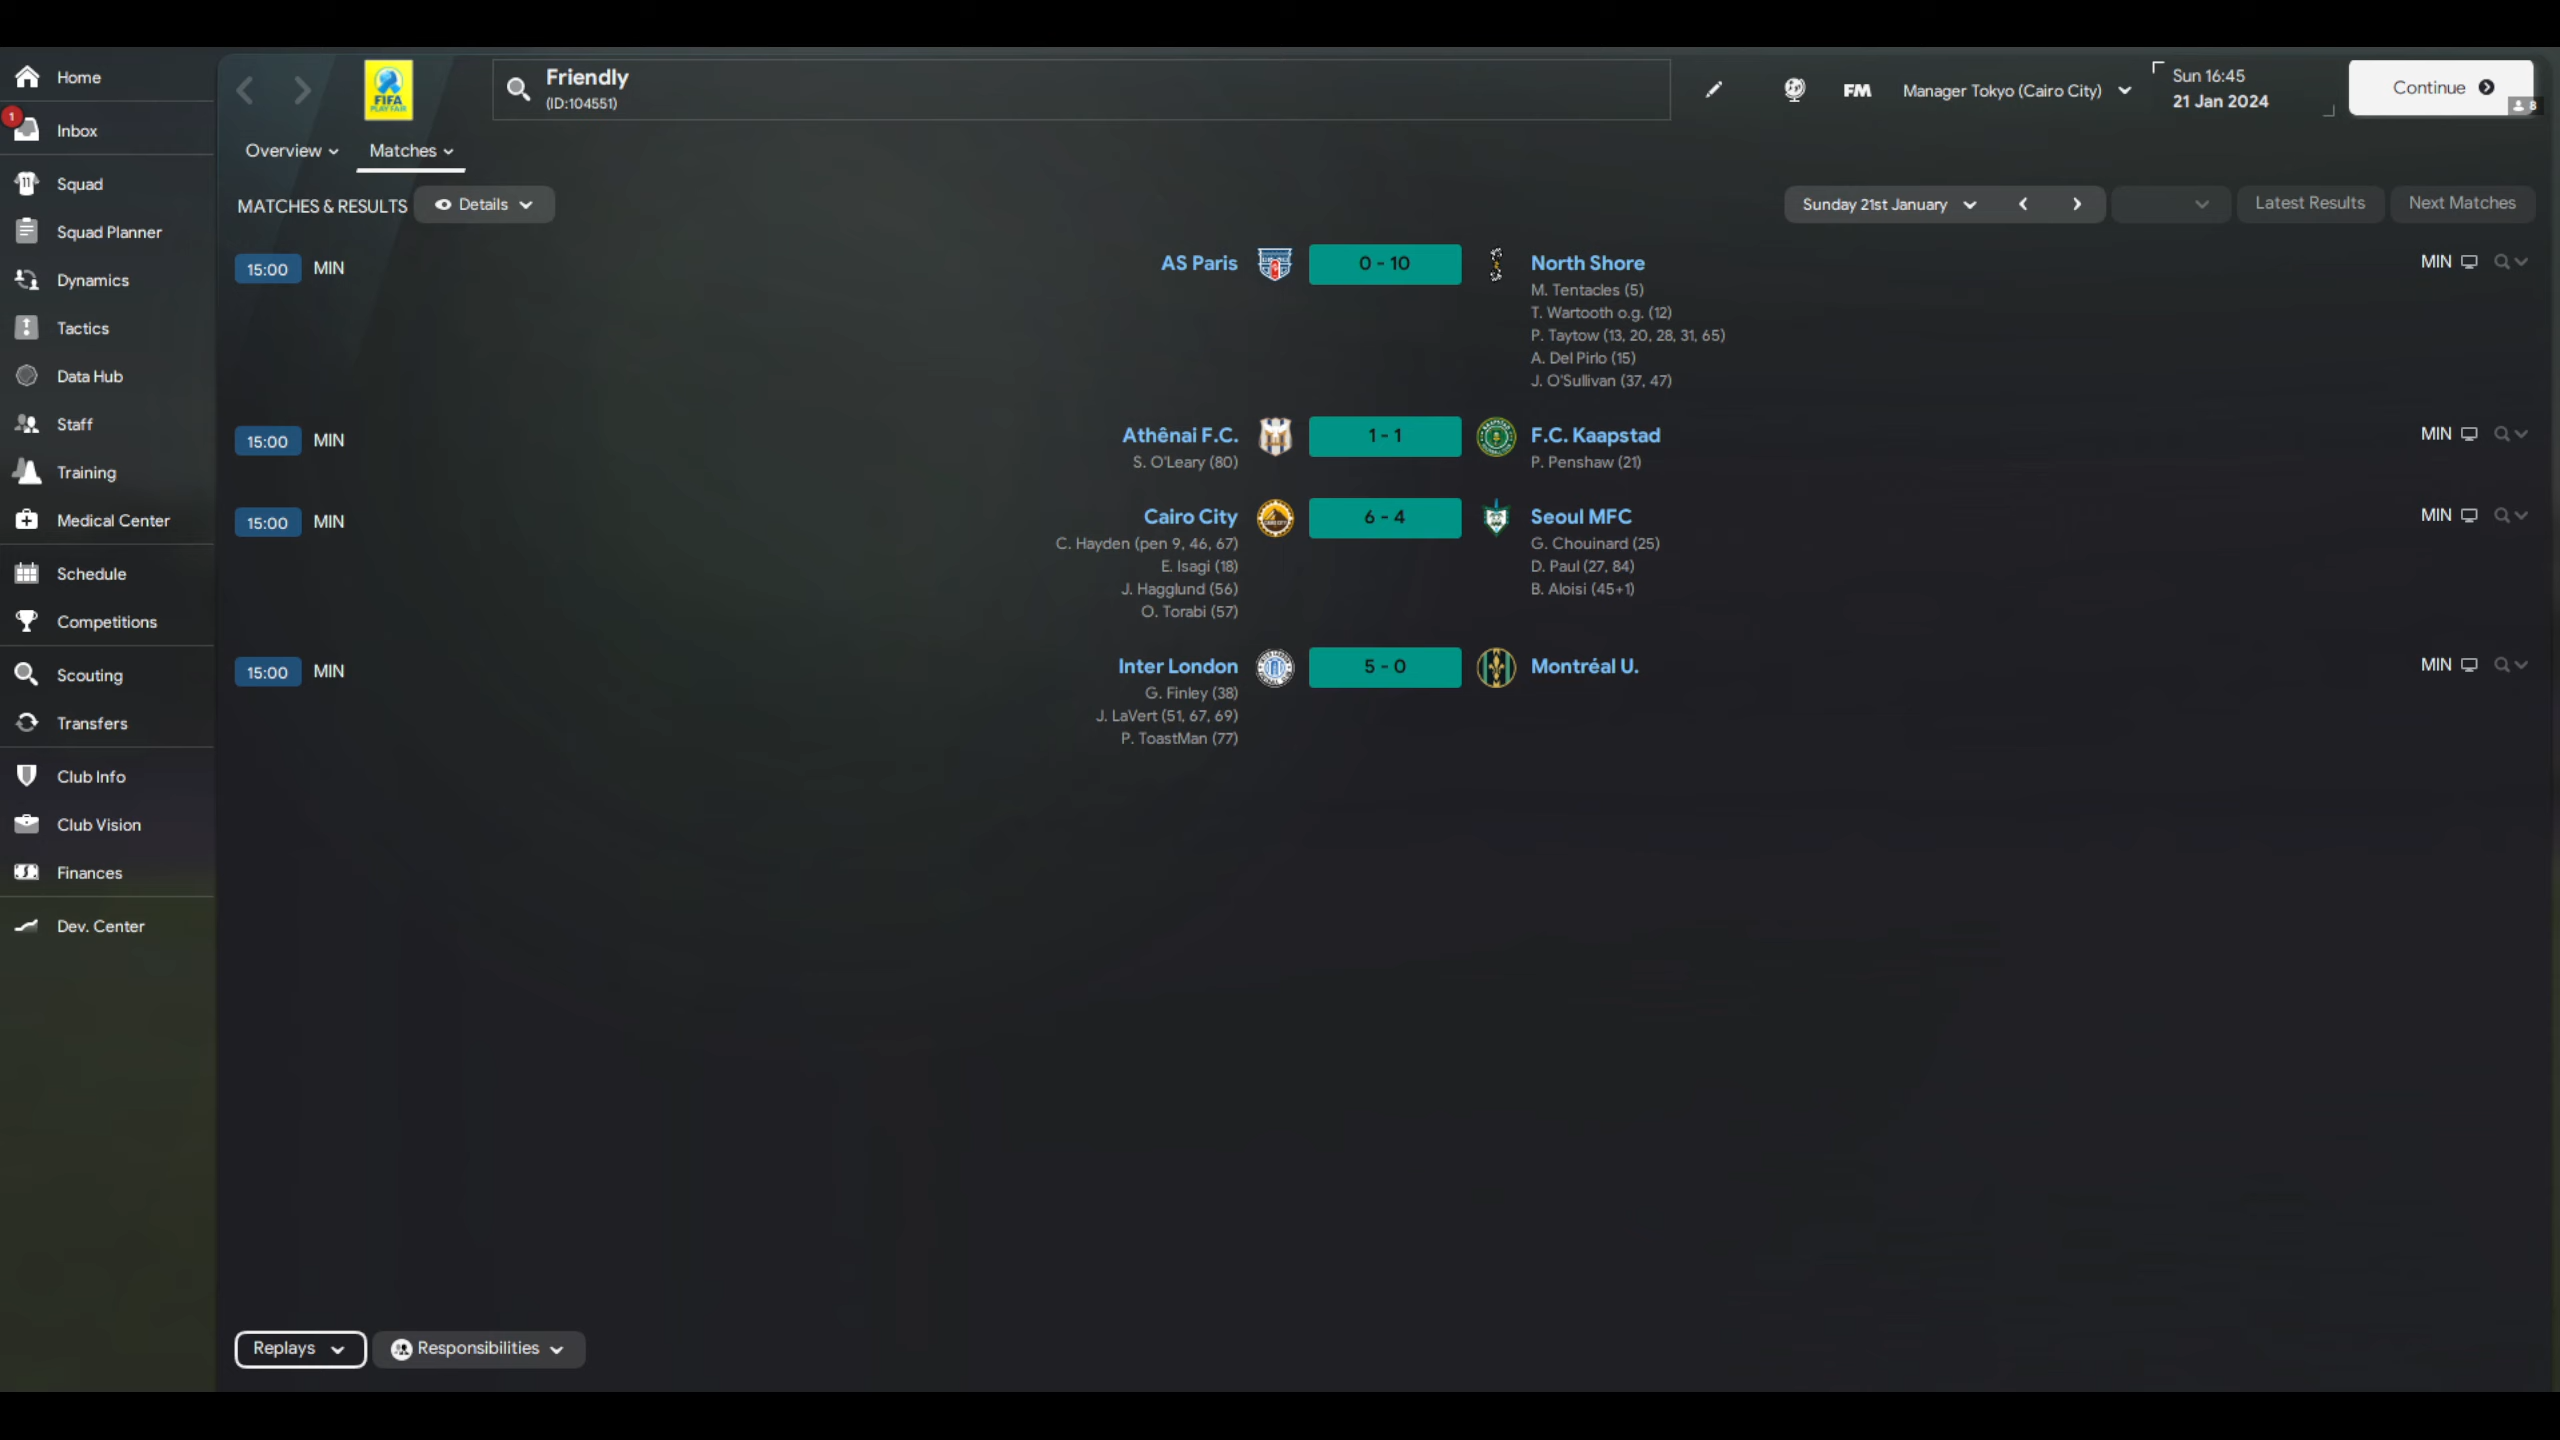 Home
1
Inbox
Squad
Squad Planner
Dynamics
Tactics
Data Hub
Staff
Training
Medical Center
Schedule
Competitions
Scouting
Transfers
Club Info
Club Vision
Finances
Dev. Center
FIFA
PLAY FAIR
Friendly
(ID:104551)
FM
Manager Tokyo (Cairo City)
Sun 16:45
21 Jan 2024
Continue
8
Overview
Matches
MATCHES & RESULTS
Details
Sunday 21st January
Latest Results
Next Matches
15:00 MIN
AS Paris 0 - 10 North Shore
MIN
M. Tentacles (5)
T. Wartooth o.g. (12)
P. Taytow (13, 20, 28, 31, 65)
A. Del Pirlo (15)
J. O'Sullivan (37, 47)
15:00 MIN
Athênai F.C. 1 - 1 F.C. Kaapstad
MIN
S. O'Leary (80)
P. Penshaw (21)
15:00 MIN
Cairo City 6 - 4 Seoul MFC
MIN
C. Hayden (pen 9, 46, 67)
E. Isagi (18)
J. Hagglund (56)
O. Torabi (57)
G. Chouinard (25)
D. Paul (27, 84)
B. Aloisi (45+1)
15:00 MIN
Inter London 5 - 0 Montréal U.
MIN
G. Finley (38)
J. LaVert (51, 67, 69)
P. ToastMan (77)
Replays
Responsibilities